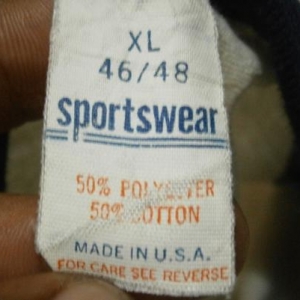 XL
46/48
sportswear
50% POLYESTER
50% COTTON
MADE IN U.S.A.
FOR CARE SEE REVERSE